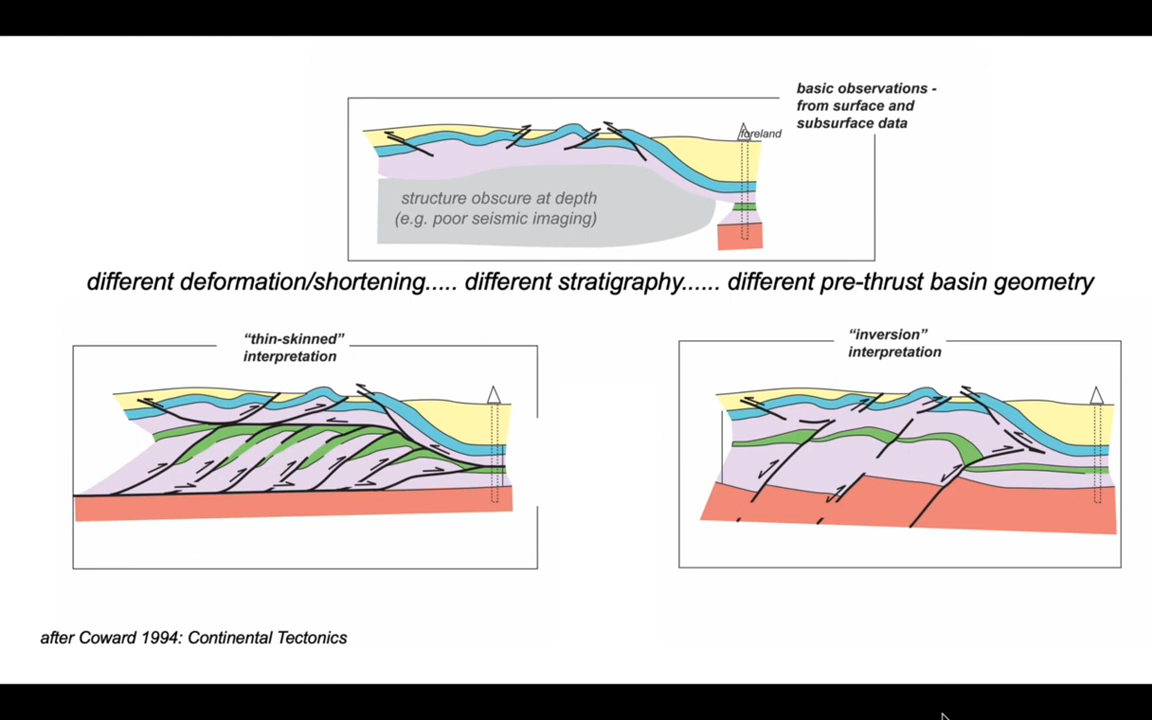 basic observations -
from surface and
subsurface data
foreland
structure obscure at depth
(e.g. poor seismic imaging)
different deformation/shortening..... different stratigraphy...... different pre-thrust basin geometry
“thin-skinned”
interpretation
“inversion”
interpretation
after Coward 1994: Continental Tectonics